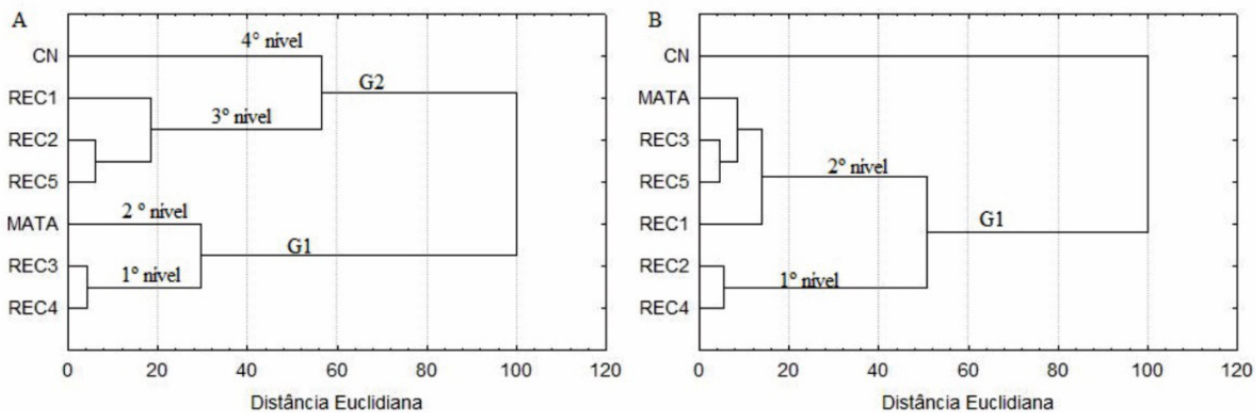 A
CN
REC1
REC2
REC5
MATA
REC3
REC4
4° nível
G2
3° nível
2 ° nível
G1
1° nível
0 20 40 60 80 100 120
Distância Euclidiana
B
CN
MATA
REC3
REC5
REC1
REC2
REC4
2° nível
G1
1° nível
0 20 40 60 80 100 120
Distância Euclidiana